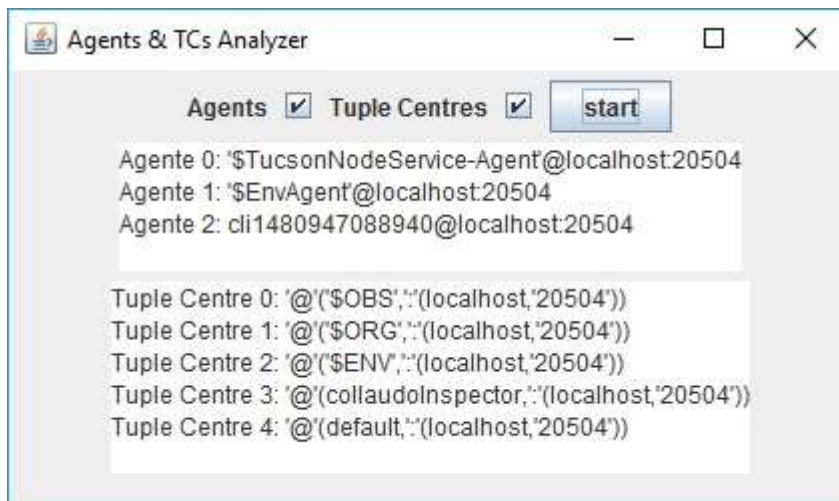 Agents & TCs Analyzer
Agents Tuple Centres start
Agente 0: '$TucsonNodeService-Agent'@localhost:20504
Agente 1: '$EnvAgent'@localhost:20504
Agente 2: cli1480947088940@localhost:20504
Tuple Centre 0: '@'('$OBS',':'(localhost,'20504'))
Tuple Centre 1: '@'('$ORG',':'(localhost,'20504'))
Tuple Centre 2: '@'('$ENV',':'(localhost,'20504'))
Tuple Centre 3: '@'(collaudoInspector,':'(localhost,'20504'))
Tuple Centre 4: '@'(default,':'(localhost,'20504'))